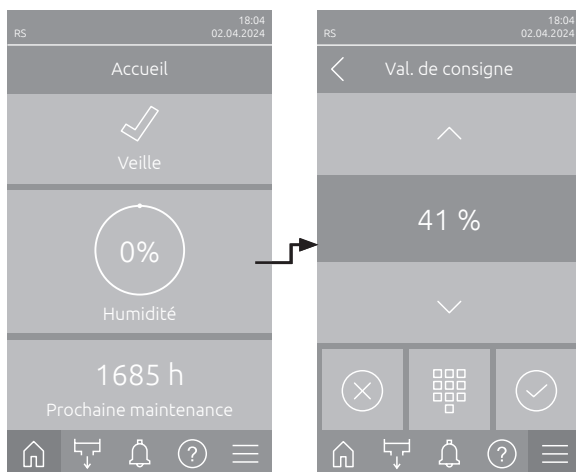 18:04
RS 02.04.2024
Accueil
Veille
0%
Humidité
1685 h
Prochaine maintenance
?
18:04
RS 02.04.2024
Val. de consigne
41 %
?